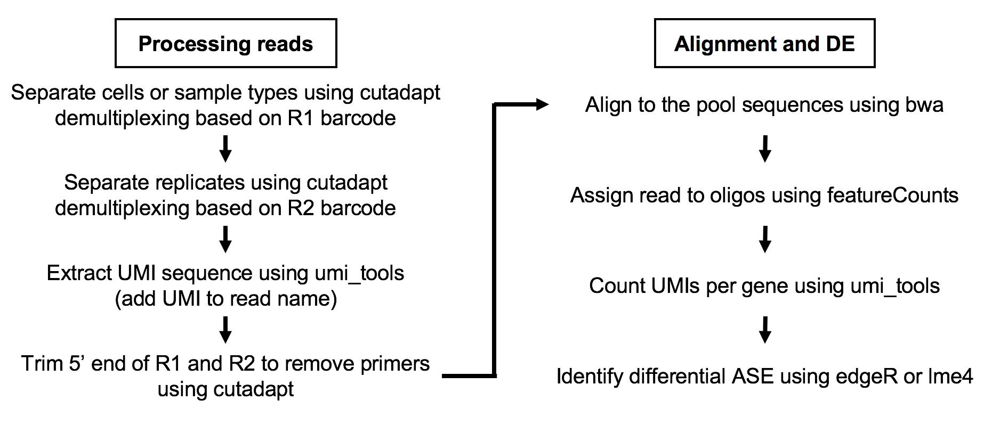 Processing reads
Separate cells or sample types using cutadapt
demultiplexing based on R1 barcode
Separate replicates using cutadapt
demultiplexing based on R2 barcode
Extract UMI sequence using umi_tools
(add UMI to read name)
Trim 5’ end of R1 and R2 to remove primers
using cutadapt
Alignment and DE
Align to the pool sequences using bwa
Assign read to oligos using featureCounts
Count UMIs per gene using umi_tools
Identify differential ASE using edgeR or lme4